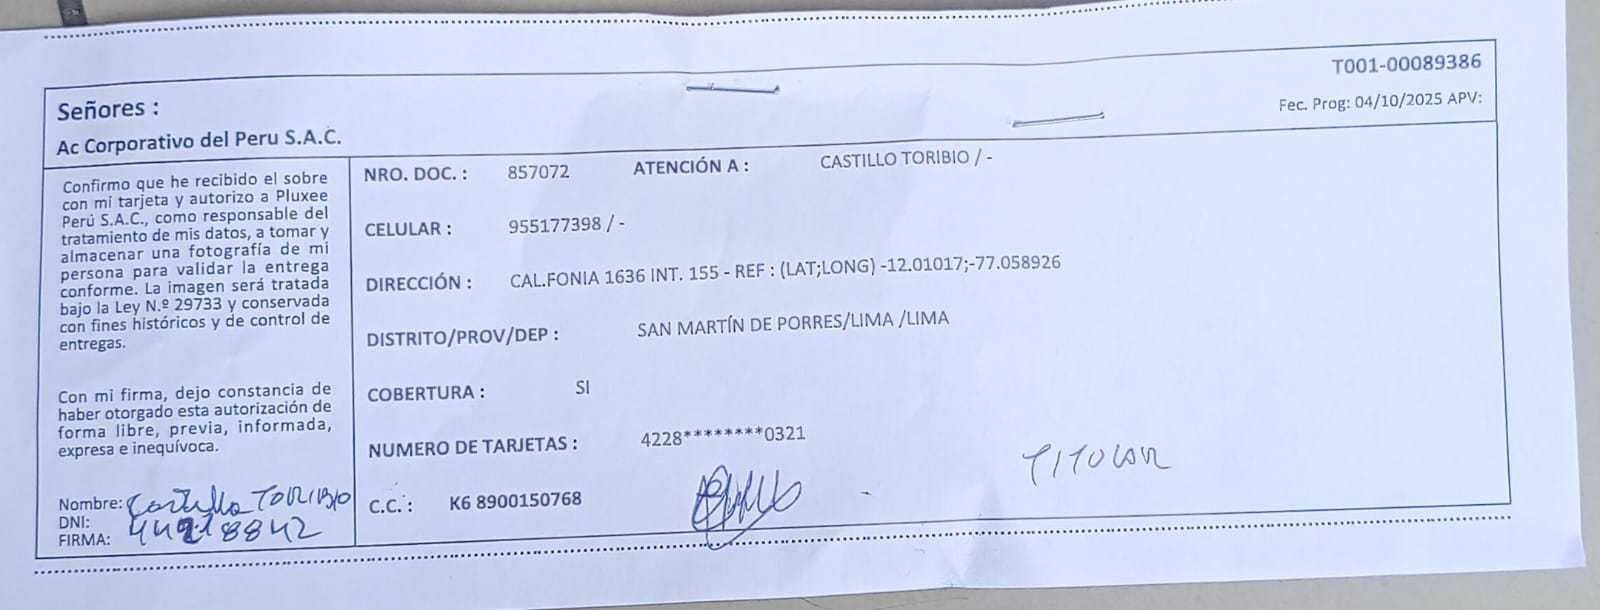 T001-00089386
Señores :
Fec. Prog: 04/10/2025 APV:
Ac Corporativo del Peru S.A.C.
Confirmo que he recibido el sobre
con mi tarjeta y autorizo a Pluxee
Perú S.A.C., como responsable del
tratamiento de mis datos, a tomar y
almacenar una fotografía de mi
persona para validar la entrega
conforme. La imagen será tratada
bajo la Ley N.º 29733 y conservada
con fines históricos y de control de
entregas.
Con mi firma, dejo constancia de
haber otorgado esta autorización de
forma libre, previa, informada,
expresa e inequívoca.
Nombre: Castillo TORIBIO
DNI:
FIRMA:
NRO. DOC. : 857072 ATENCIÓN A : CASTILLO TORIBIO / -
CELULAR : 955177398 / -
DIRECCIÓN : CAL.FONIA 1636 INT. 155 - REF : (LAT;LONG) -12.01017;-77.058926
DISTRITO/PROV/DEP : SAN MARTÍN DE PORRES/LIMA /LIMA
COBERTURA : SI
NUMERO DE TARJETAS : 4228********0321
C.C. : K6 8900150768
TITULAR